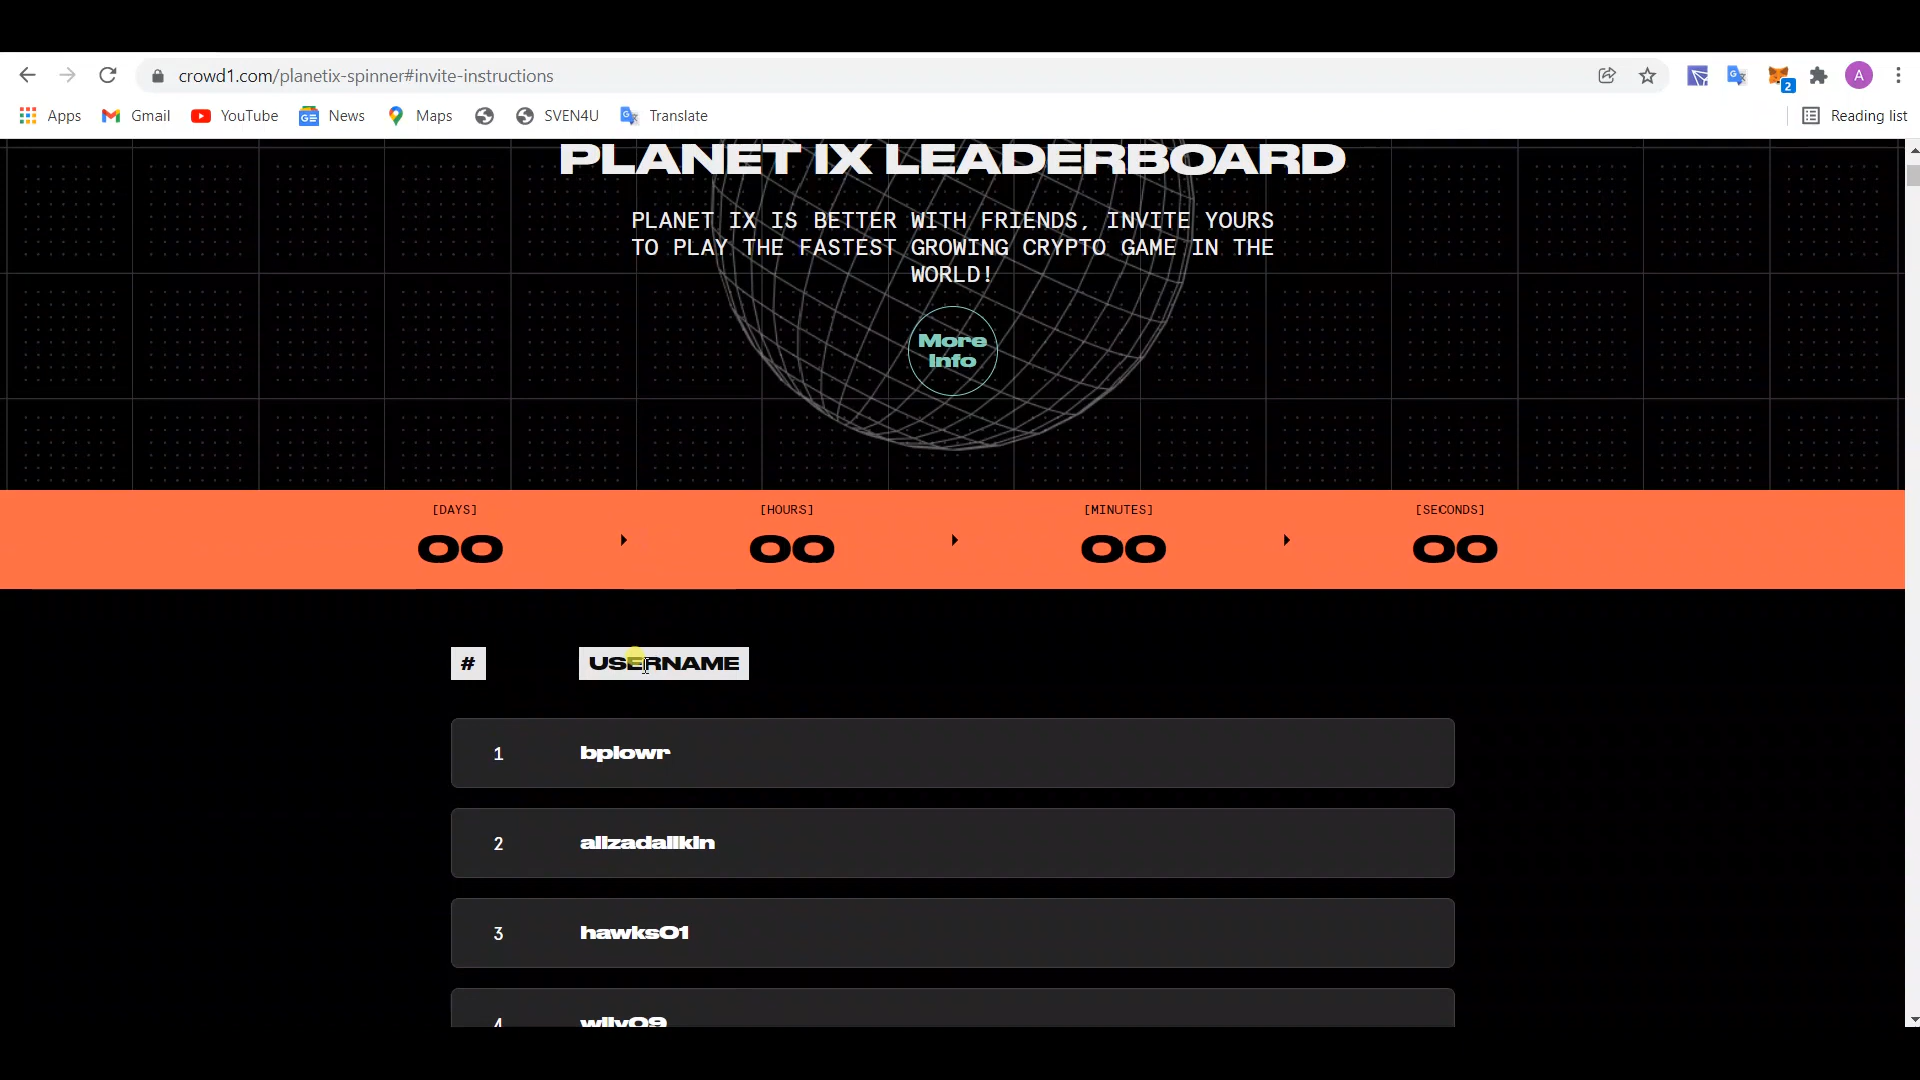 crowd1.com/planetix-spinner#invite-instructions
2
A
Apps
Gmail
YouTube
News
Maps
SVEN4U
Translate
Reading list
PLANET IX LEADERBOARD
PLANET IX IS BETTER WITH FRIENDS, INVITE YOURS
TO PLAY THE FASTEST GROWING CRYPTO GAME IN THE
WORLD!
More
Info
[DAYS]
[HOURS]
[MINUTES]
[SECONDS]
00
00
00
00
#
USERNAME
1
bplowr
2
alizadalikin
3
hawks01
4